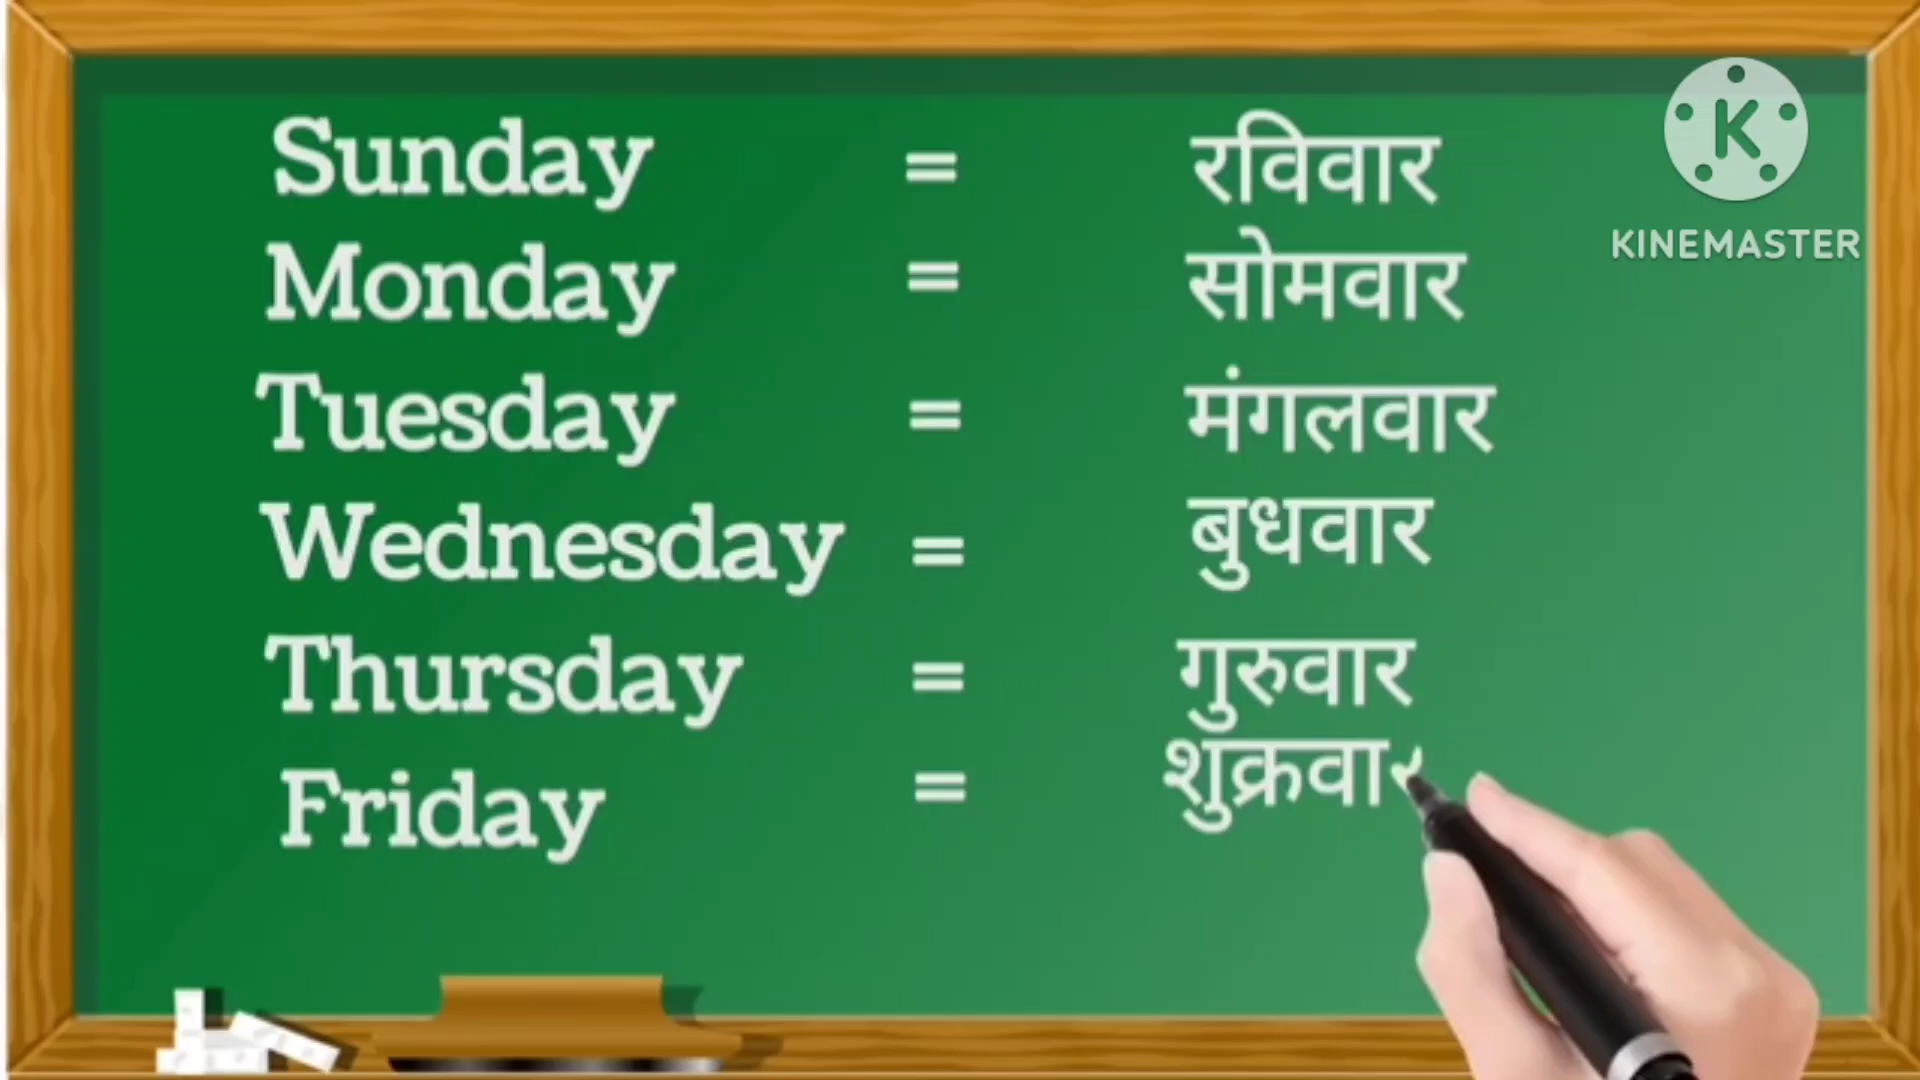 Sunday = रविवार
Monday = सोमवार
Tuesday = मंगलवार
Wednesday = बुधवार
Thursday = गुरुवार
Friday = शुक्रवार
K
KINEMASTER